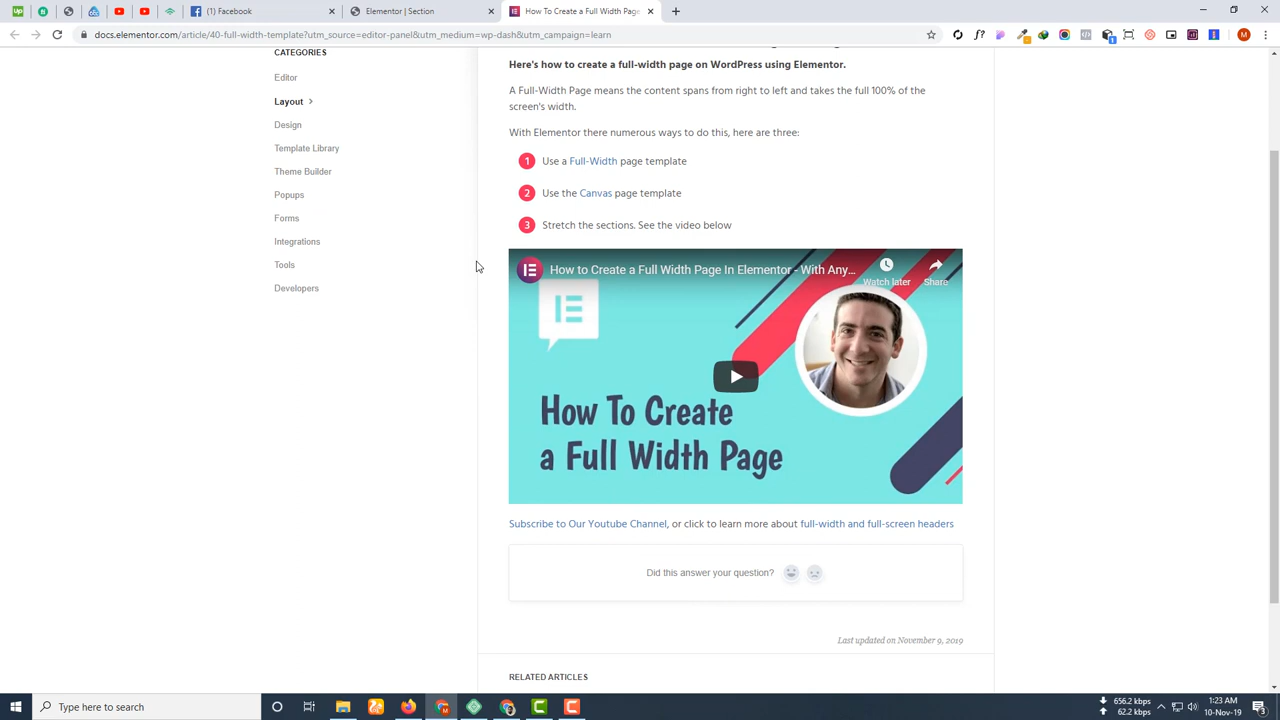 Facebook
Elementor | Section
How To Create a Full Width Page
docs.elementor.com/article/40-full-width-template?utm_source=editor-panel&utm_medium=wp-dash&utm_campaign=learn
CATEGORIES
Editor
Layout
Design
Template Library
Theme Builder
Popups
Forms
Integrations
Tools
Developers
Here's how to create a full-width page on WordPress using Elementor.
A Full-Width Page means the content spans from right to left and takes the full 100% of the
screen's width.
With Elementor there numerous ways to do this, here are three:
1 Use a Full-Width page template
2 Use the Canvas page template
3 Stretch the sections. See the video below
How to Create a Full Width Page In Elementor - With Any...
Watch later
Share
How To Create
a Full Width Page
Subscribe to Our Youtube Channel, or click to learn more about full-width and full-screen headers
Did this answer your question?
Last updated on November 9, 2019
RELATED ARTICLES
Type here to search
656.2 kbps
62.2 kbps
1:23 AM
10-Nov-19